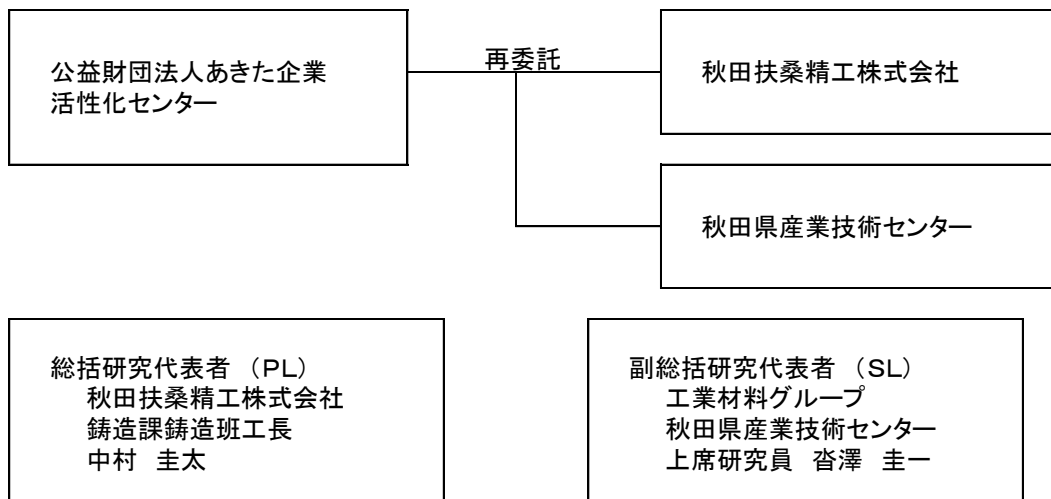 公益財団法人あきた企業
活性化センター
再委託
秋田扶桑精工株式会社
秋田県産業技術センター
総括研究代表者 （ＰＬ）
秋田扶桑精工株式会社
鋳造課鋳造班工長
中村 圭太
副総括研究代表者 （ＳＬ）
工業材料グループ
秋田県産業技術センター
上席研究員 沓澤 圭一